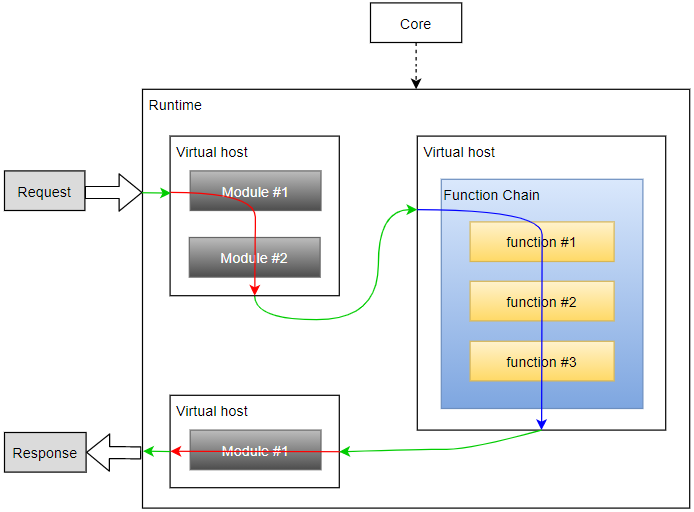 Core
Runtime
Virtual host
Module #1
Module #2
Request
Virtual host
Function Chain
function #1
function #2
function #3
Virtual host
Module #1
Response